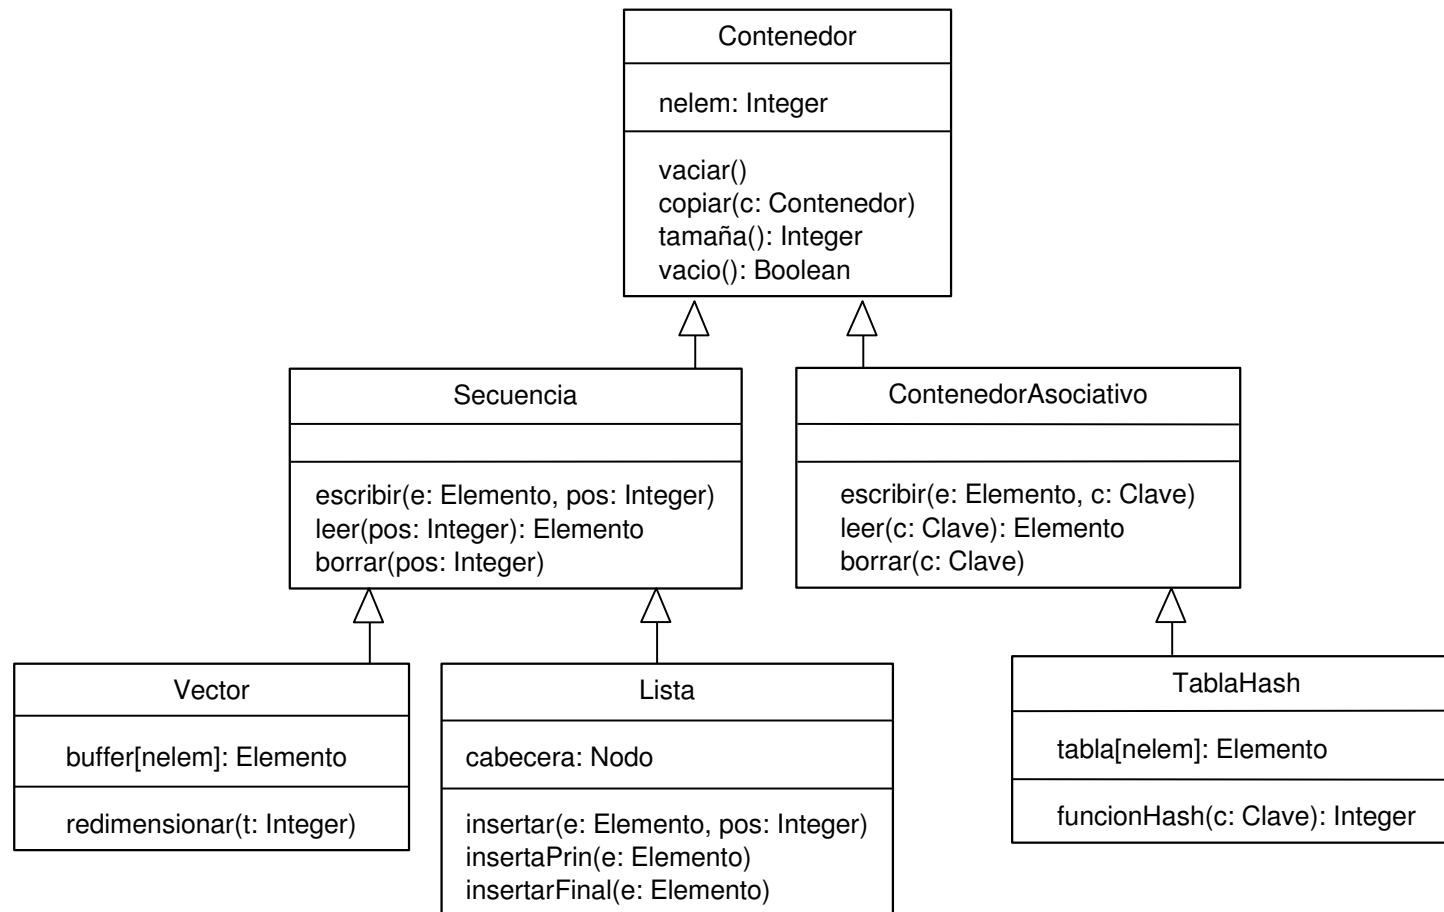 Contenedor
nelem: Integer
vaciar()
copiar(c: Contenedor)
tamaña(): Integer
vacio(): Boolean
Secuencia
escribir(e: Elemento, pos: Integer)
leer(pos: Integer): Elemento
borrar(pos: Integer)
ContenedorAsociativo
escribir(e: Elemento, c: Clave)
leer(c: Clave): Elemento
borrar(c: Clave)
Vector
buffer[nelem]: Elemento
redimensionar(t: Integer)
Lista
cabecera: Nodo
insertar(e: Elemento, pos: Integer)
insertaPrin(e: Elemento)
insertarFinal(e: Elemento)
TablaHash
tabla[nelem]: Elemento
funcionHash(c: Clave): Integer